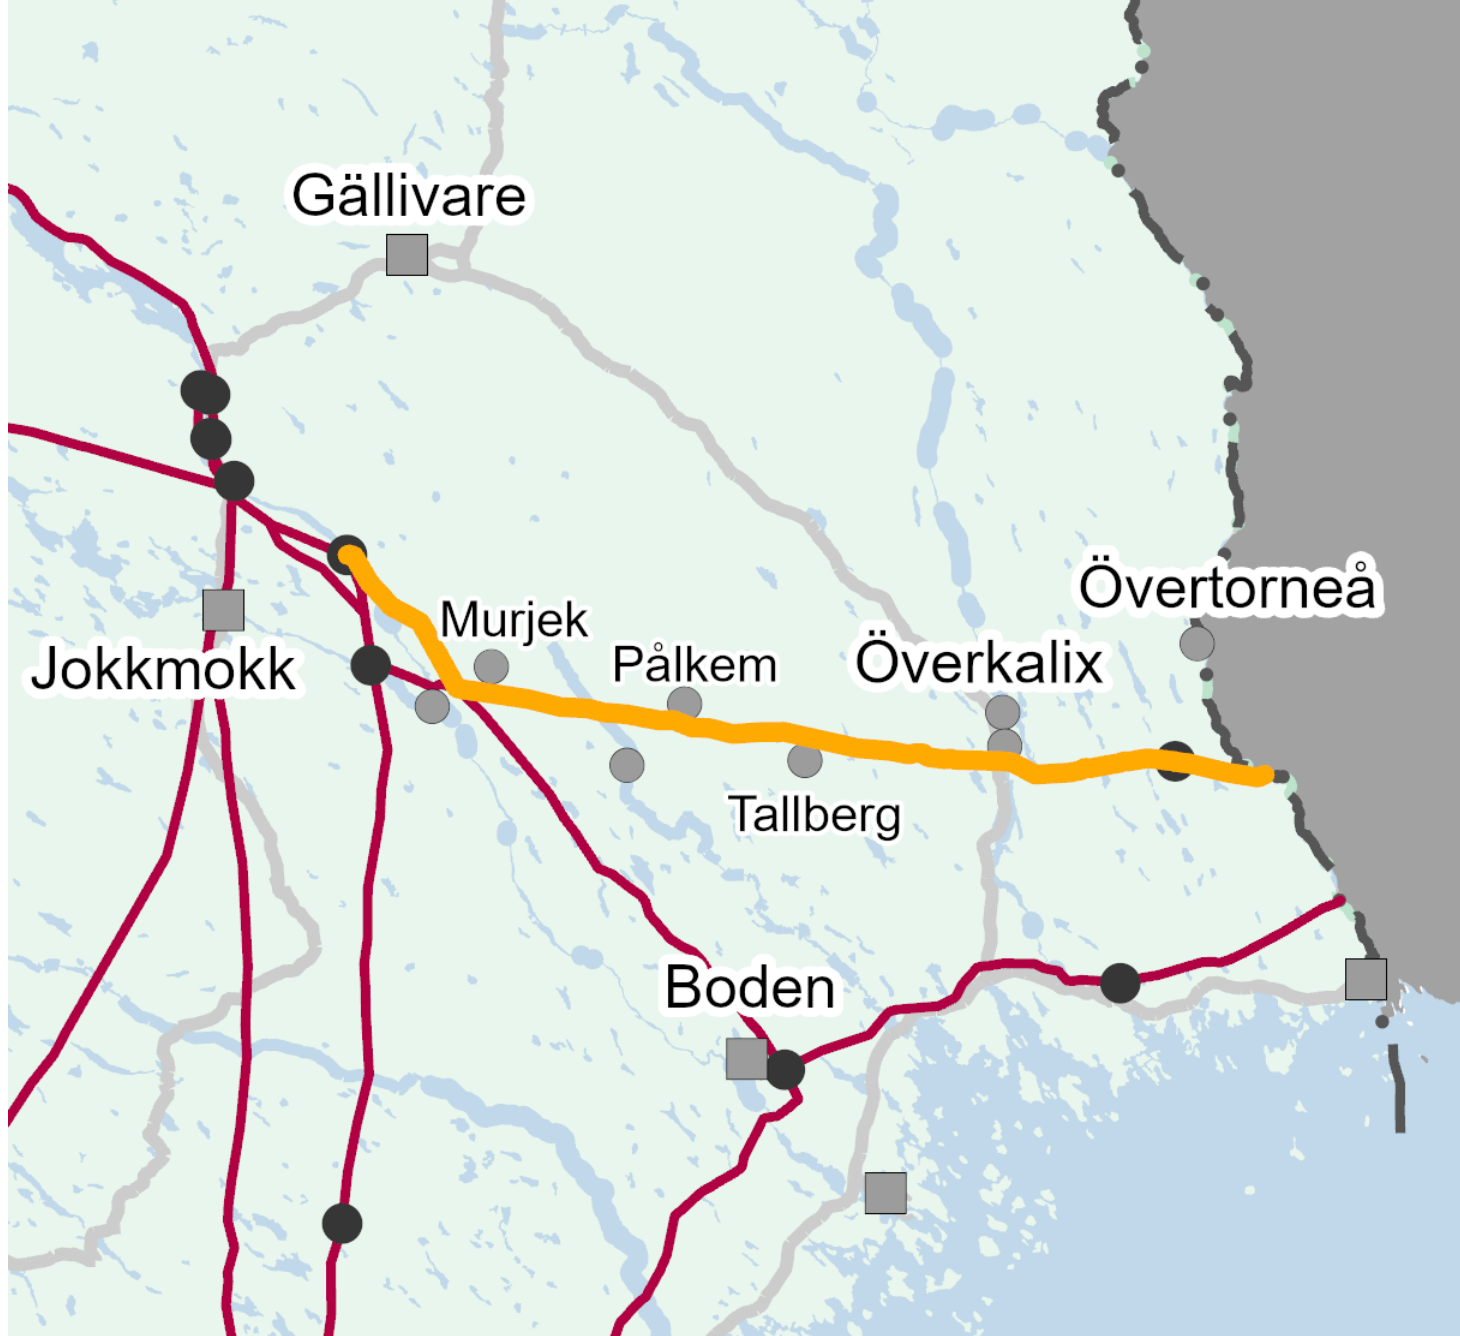 Gällivare
Övertorneå
Murjek
Pålkem
Överkalix
Jokkmokk
Tallberg
Boden